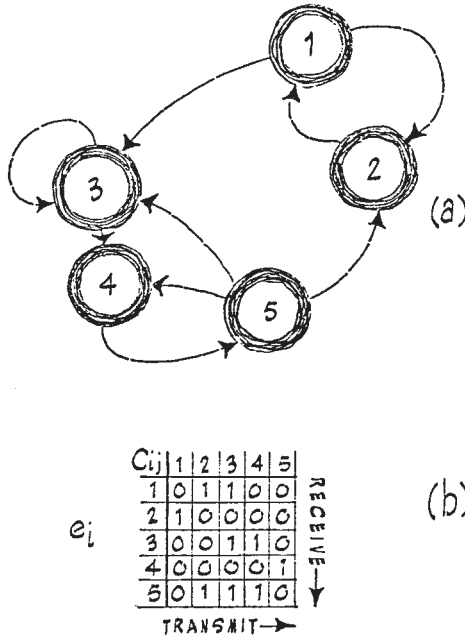 1
2
3
(a)
4
5
Cij 1 2 3 4 5
1 0 1 1 0 0
2 1 0 0 0 0
3 0 0 1 1 0
4 0 0 0 0 1
5 0 1 1 1 0
RECEIVE
ei
(b)
TRANSMIT